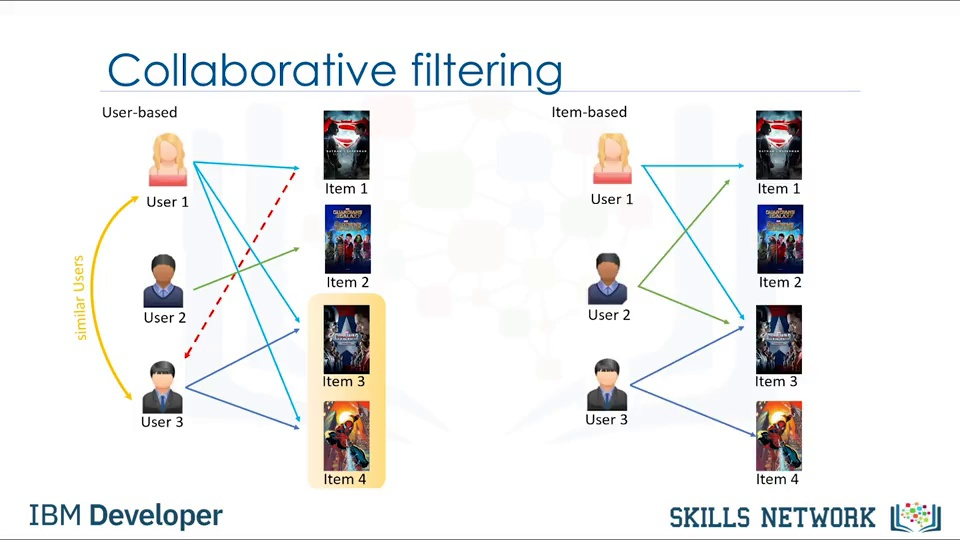 Collaborative filtering
User-based
User 1
User 2
User 3
similar Users
Item 1
Item 2
Item 3
Item 4
Item-based
User 1
User 2
User 3
Item 1
Item 2
Item 3
Item 4
IBM Developer
SKILLS NETWORK